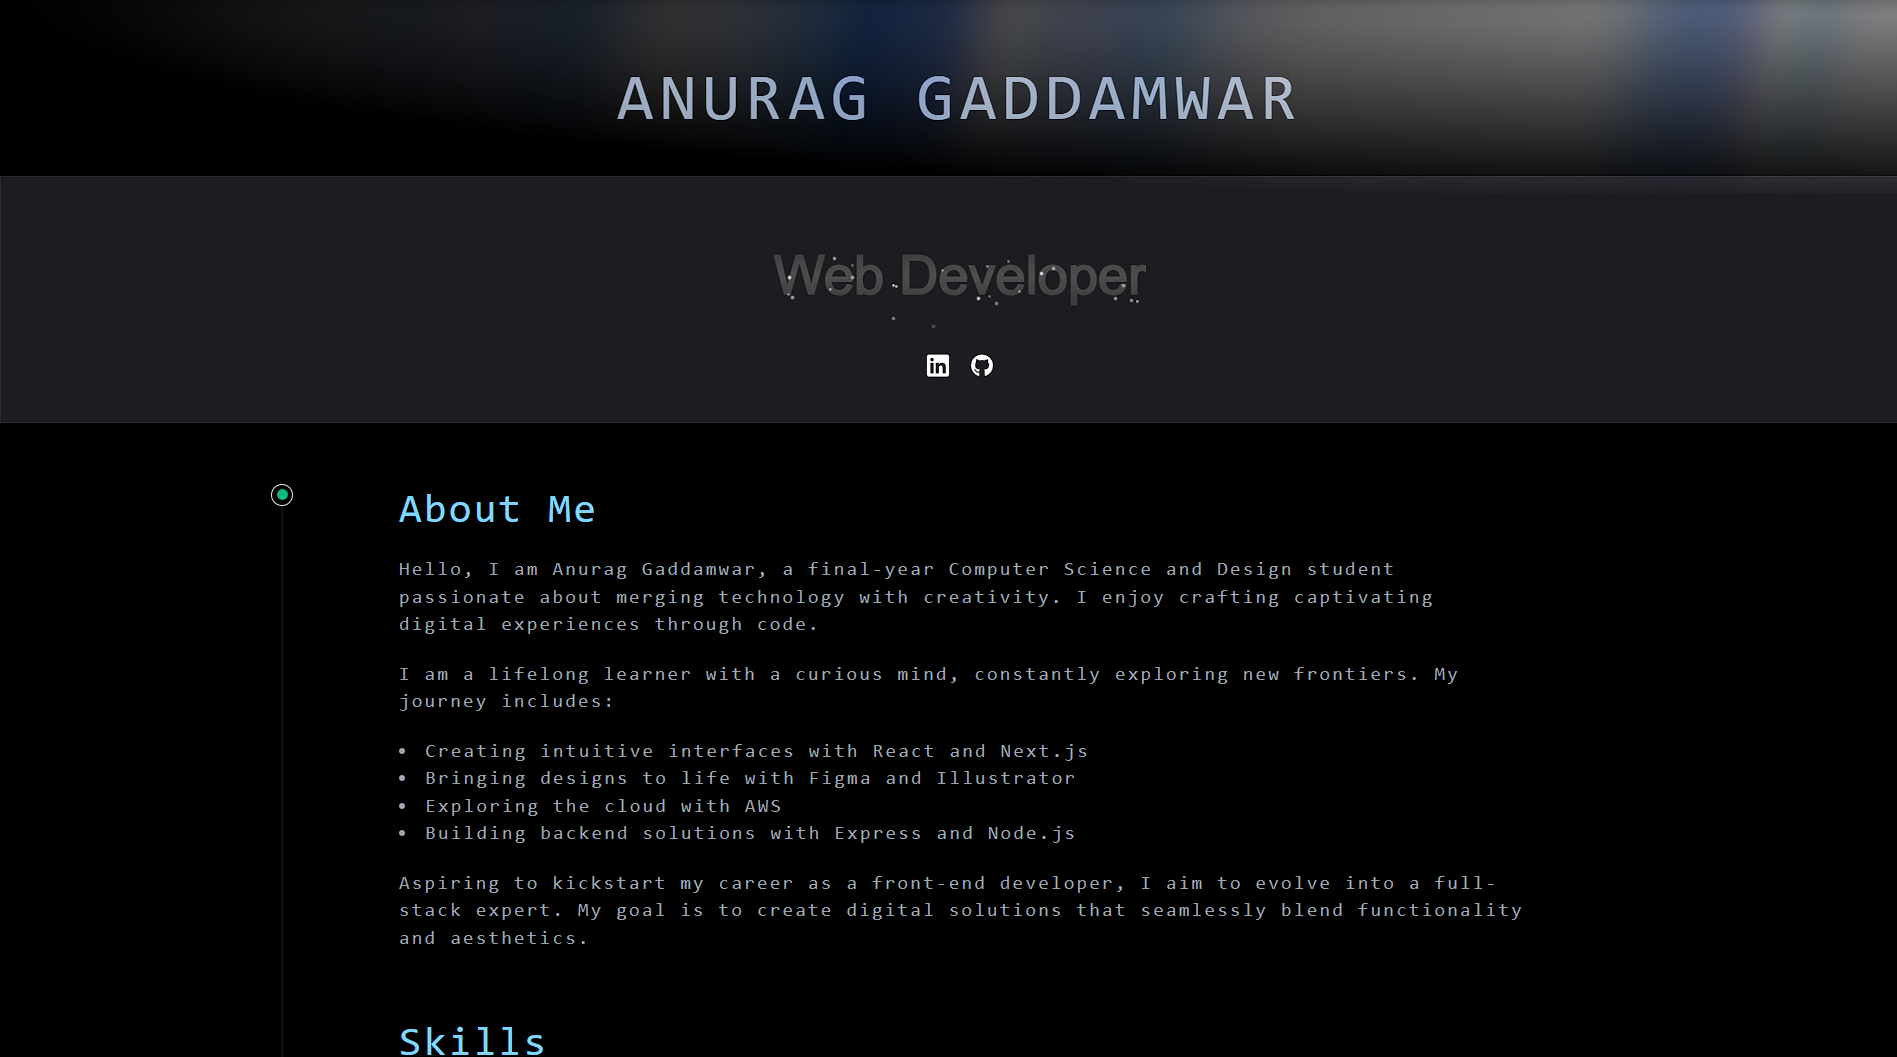 ANURAG GADDAMWAR
Web Developer
in
About Me
Hello, I am Anurag Gaddamwar, a final-year Computer Science and Design student
passionate about merging technology with creativity. I enjoy crafting captivating
digital experiences through code.
I am a lifelong learner with a curious mind, constantly exploring new frontiers. My
journey includes:
• Creating intuitive interfaces with React and Next.js
• Bringing designs to life with Figma and Illustrator
• Exploring the cloud with AWS
• Building backend solutions with Express and Node.js
Aspiring to kickstart my career as a front-end developer, I aim to evolve into a full-
stack expert. My goal is to create digital solutions that seamlessly blend functionality
and aesthetics.
Skills